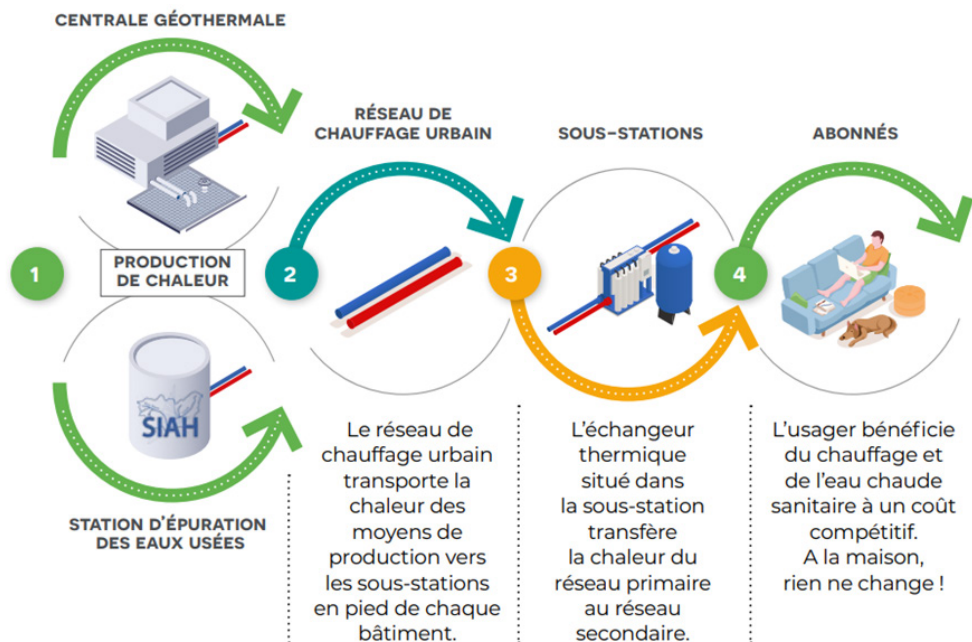 CENTRALE GÉOTHERMALE
1
PRODUCTION
DE CHALEUR
SIAH
STATION D'ÉPURATION
DES EAUX USÉES
RÉSEAU DE
CHAUFFAGE URBAIN
2
Le réseau de
chauffage urbain
transporte la
chaleur des
moyens de
production vers
les sous-stations
en pied de chaque
bâtiment.
SOUS-STATIONS
3
L'échangeur
thermique
situé dans
la sous-station
transfère
la chaleur du
réseau primaire
au réseau
secondaire.
ABONNÉS
4
L'usager bénéficie
du chauffage et
de l'eau chaude
sanitaire à un coût
compétitif.
A la maison,
rien ne change !